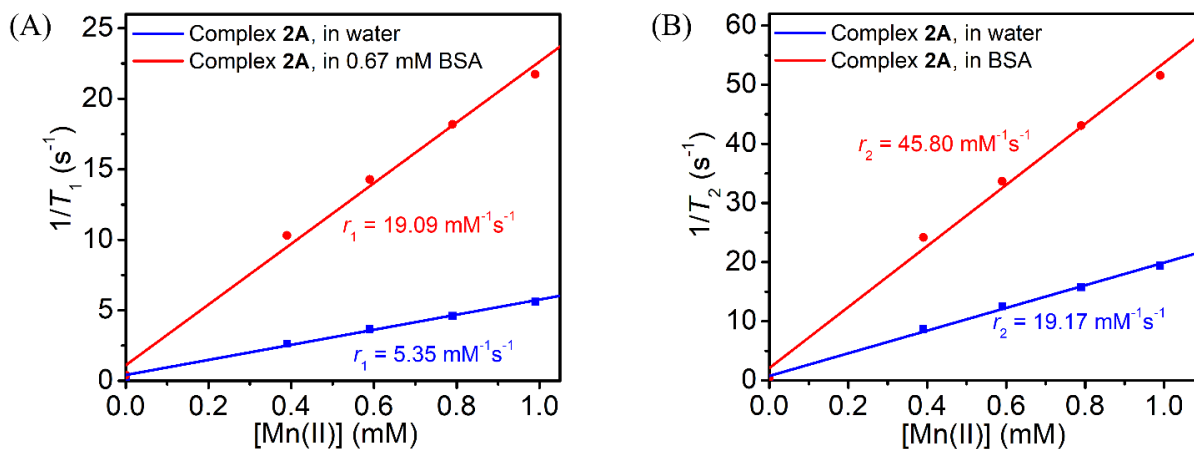 (A)
Complex 2A, in water
Complex 2A, in 0.67 mM BSA
25
20
15
10
5
0
1/T₁ (s⁻¹)
r₁ = 19.09 mM⁻¹s⁻¹
r₁ = 5.35 mM⁻¹s⁻¹
0.0 0.2 0.4 0.6 0.8 1.0
[Mn(II)] (mM)
(B)
Complex 2A, in water
Complex 2A, in BSA
60
50
40
30
20
10
0
1/T₂ (s⁻¹)
r₂ = 45.80 mM⁻¹s⁻¹
r₂ = 19.17 mM⁻¹s⁻¹
0.0 0.2 0.4 0.6 0.8 1.0
[Mn(II)] (mM)